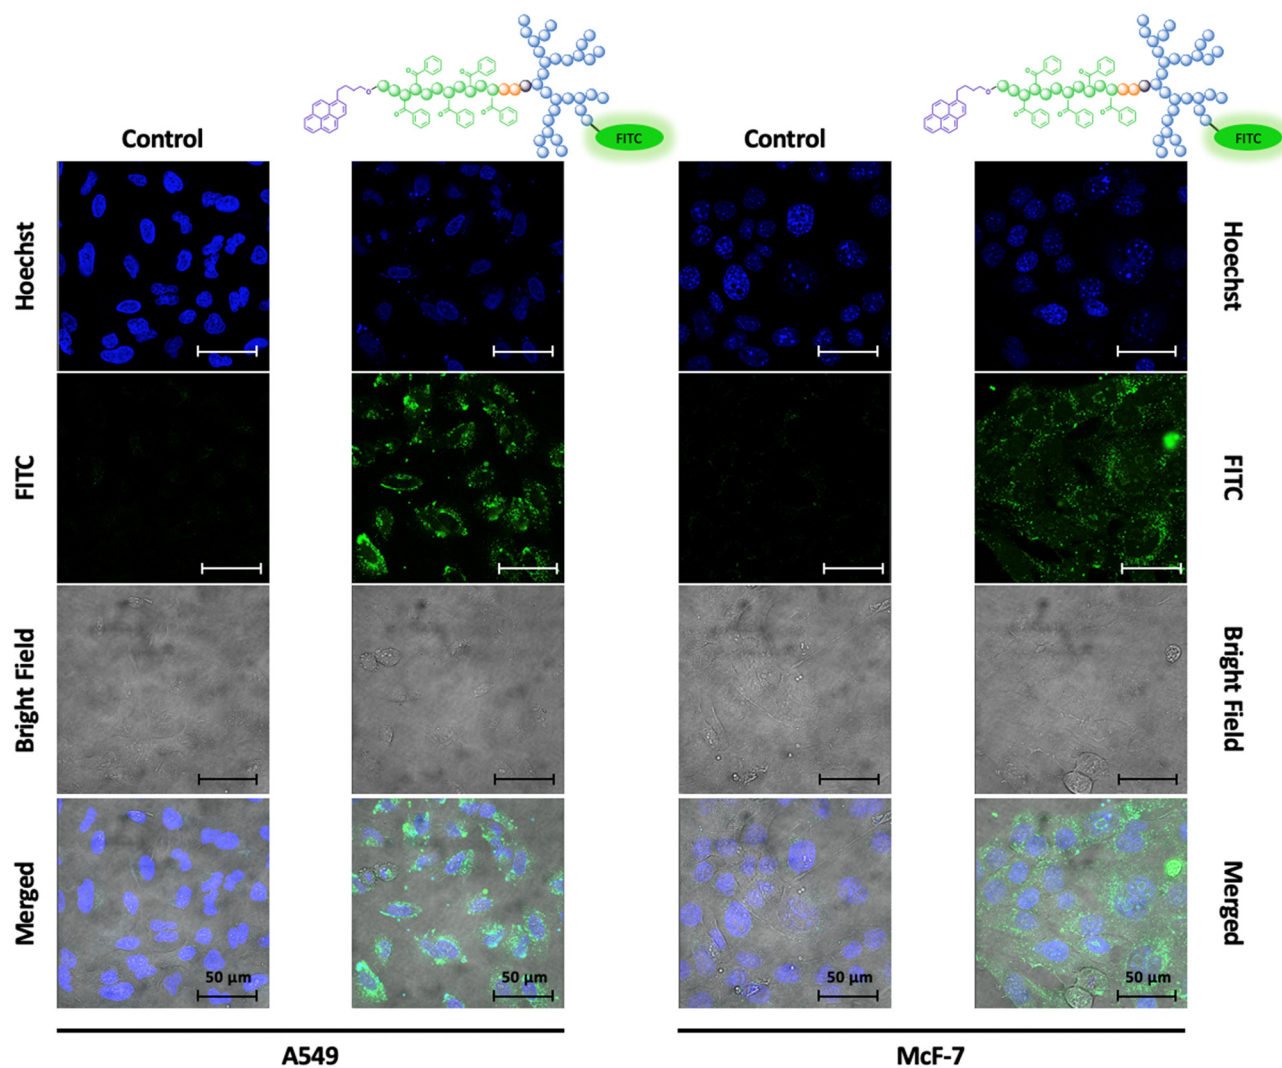 FITC
FITC
Control
Control
Hoechst
Hoechst
FITC
FITC
Bright Field
Bright Field
Merged
Merged
50 µm
50 µm
50 µm
50 µm
A549
McF-7